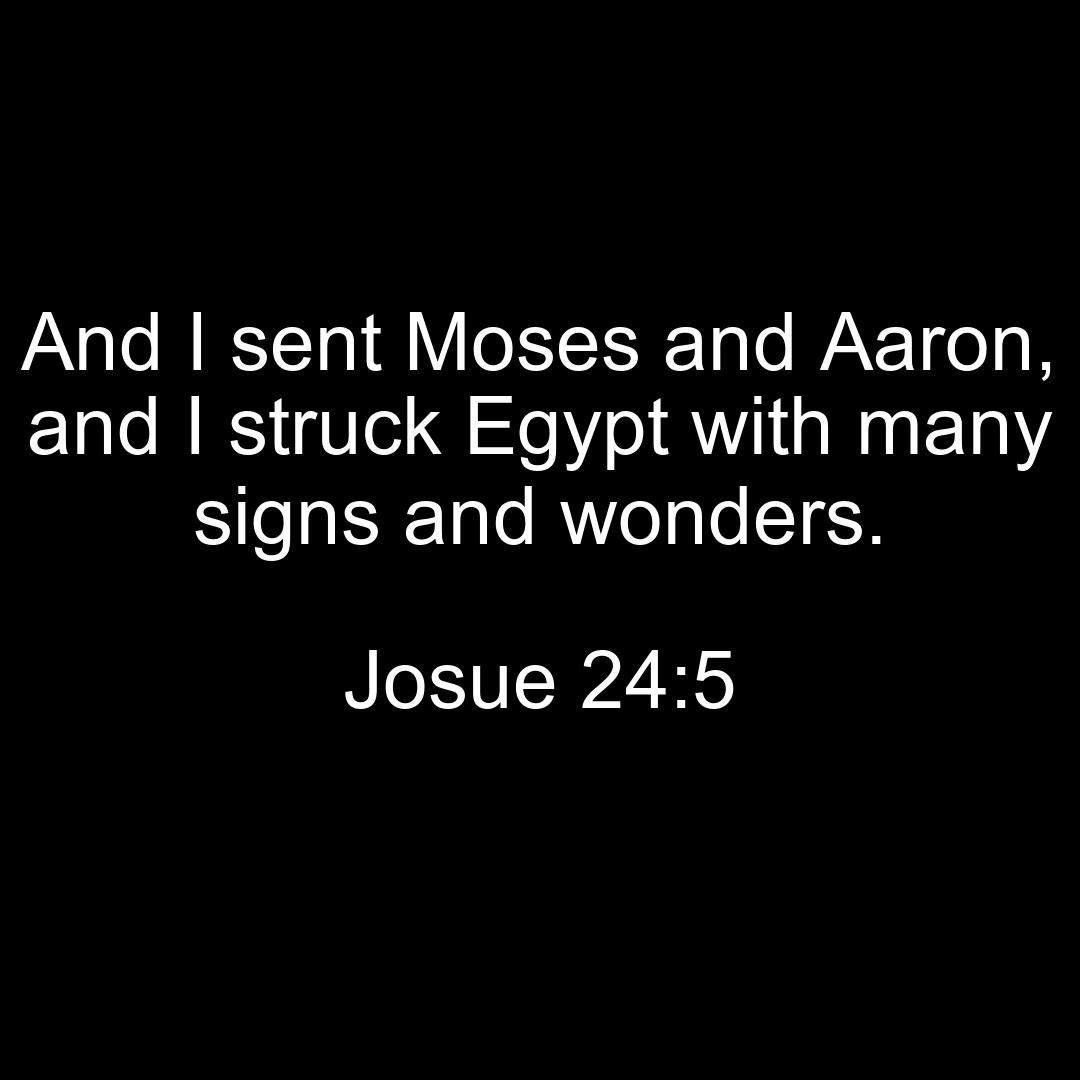 And I sent Moses and Aaron,
and I struck Egypt with many
signs and wonders.
Josue 24:5